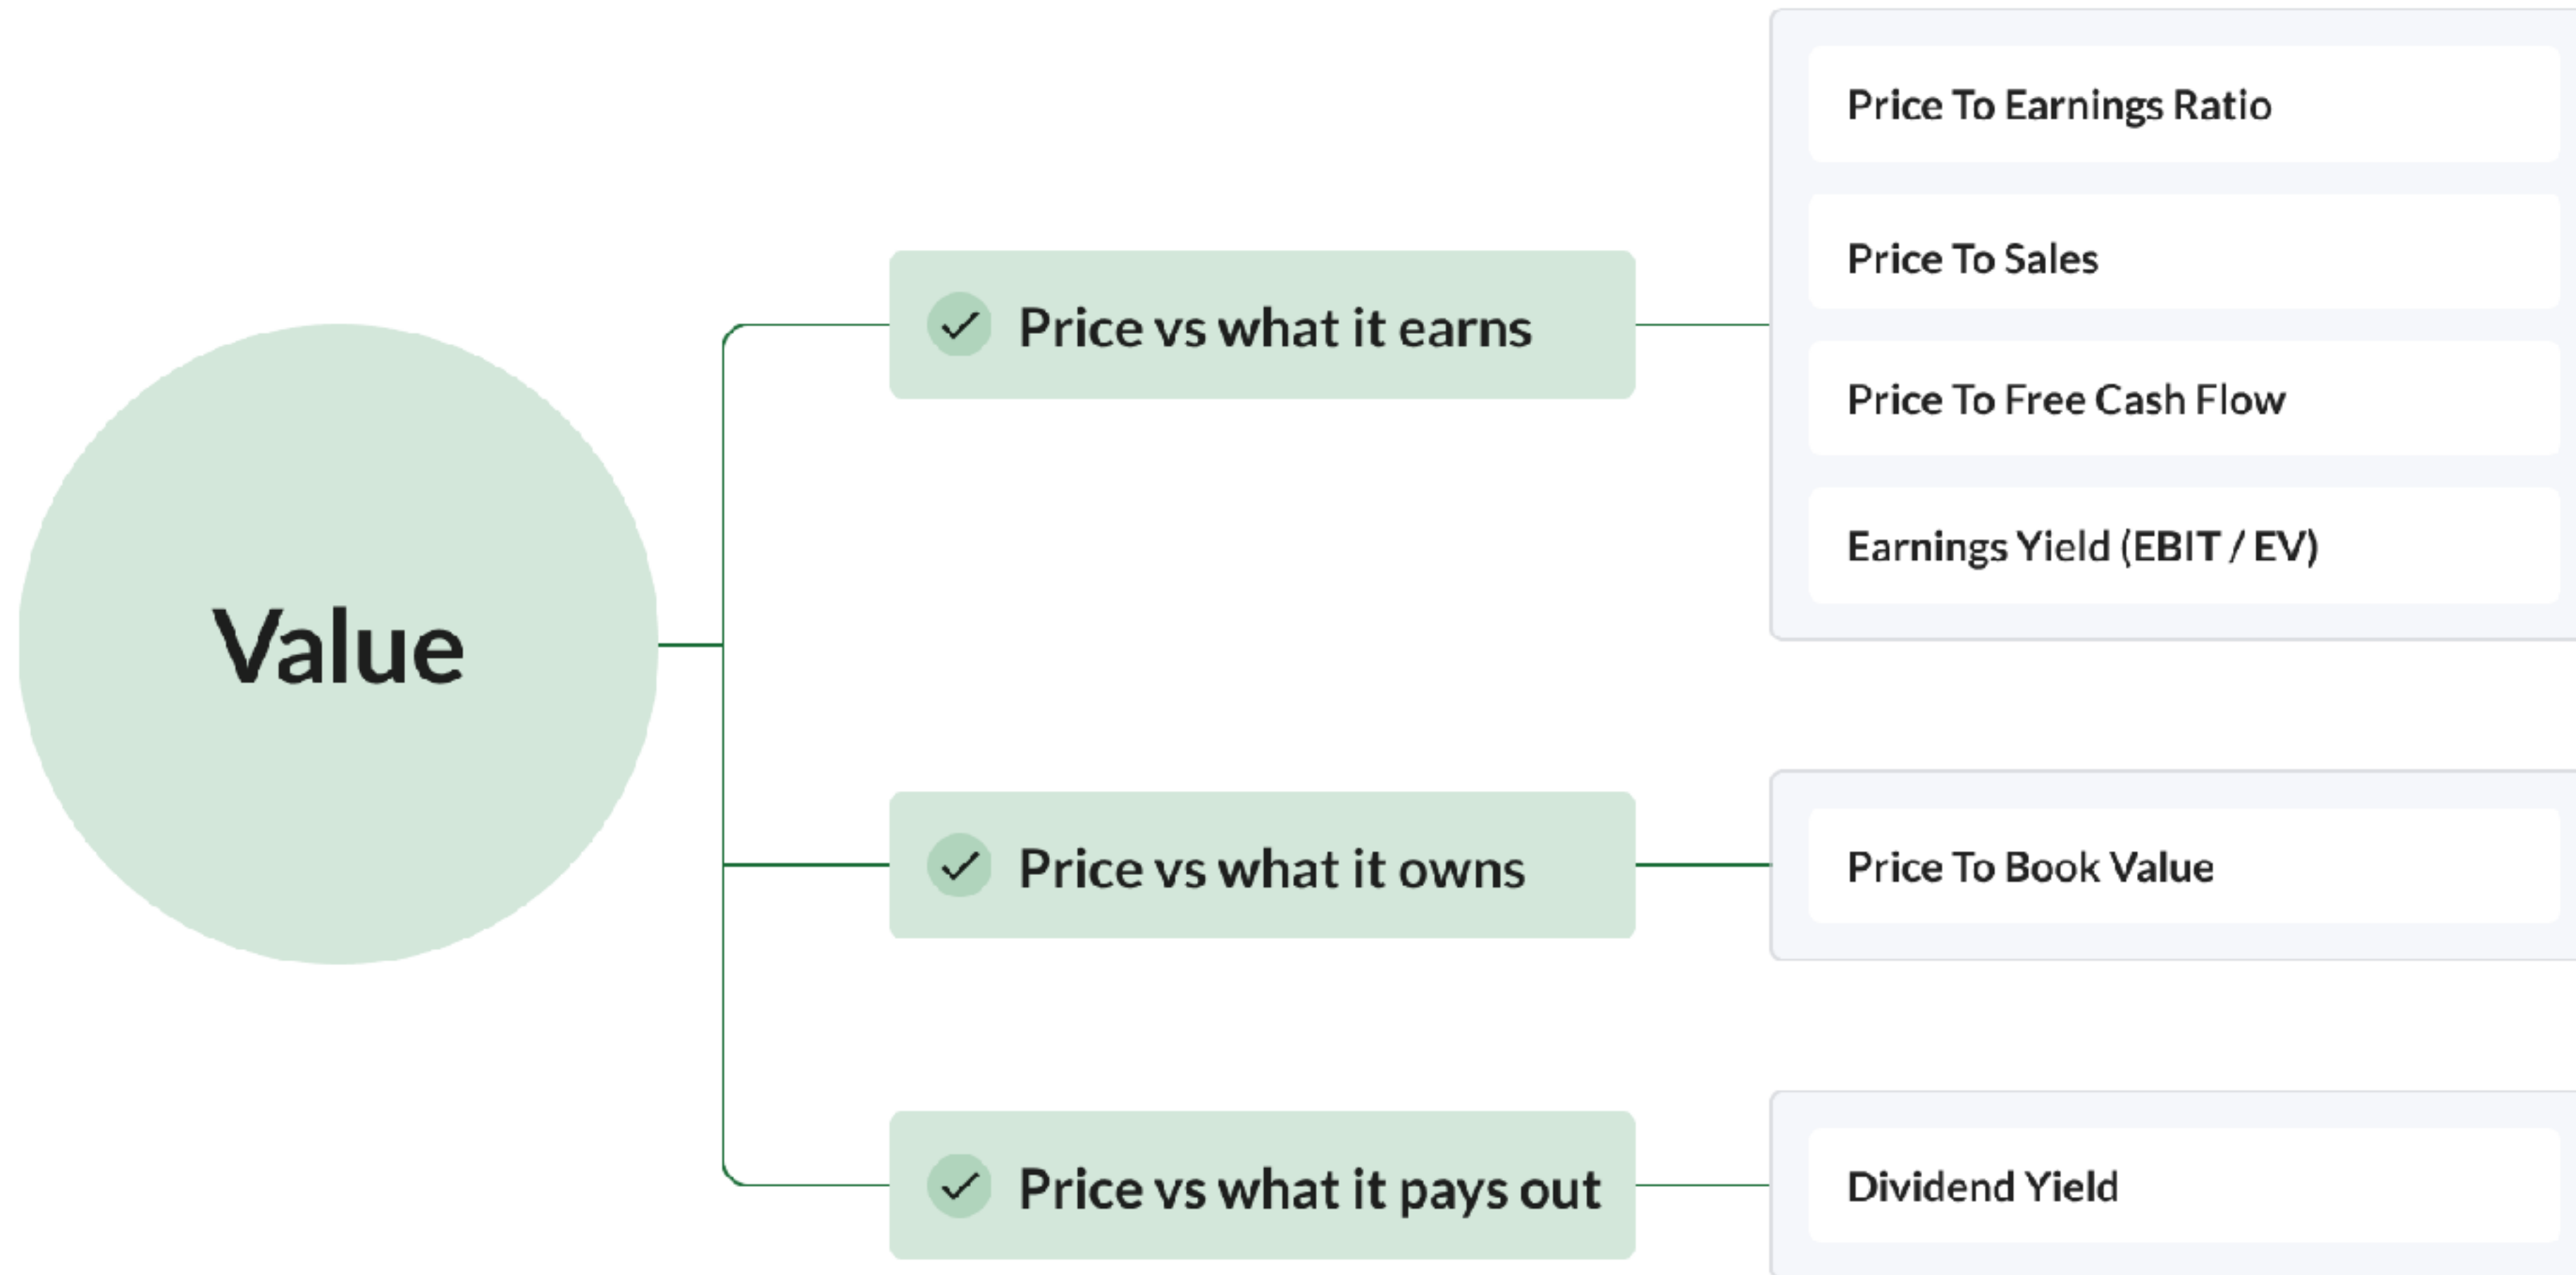 Value
Price vs what it earns
Price To Earnings Ratio
Price To Sales
Price To Free Cash Flow
Earnings Yield (EBIT / EV)
Price vs what it owns
Price To Book Value
Price vs what it pays out
Dividend Yield